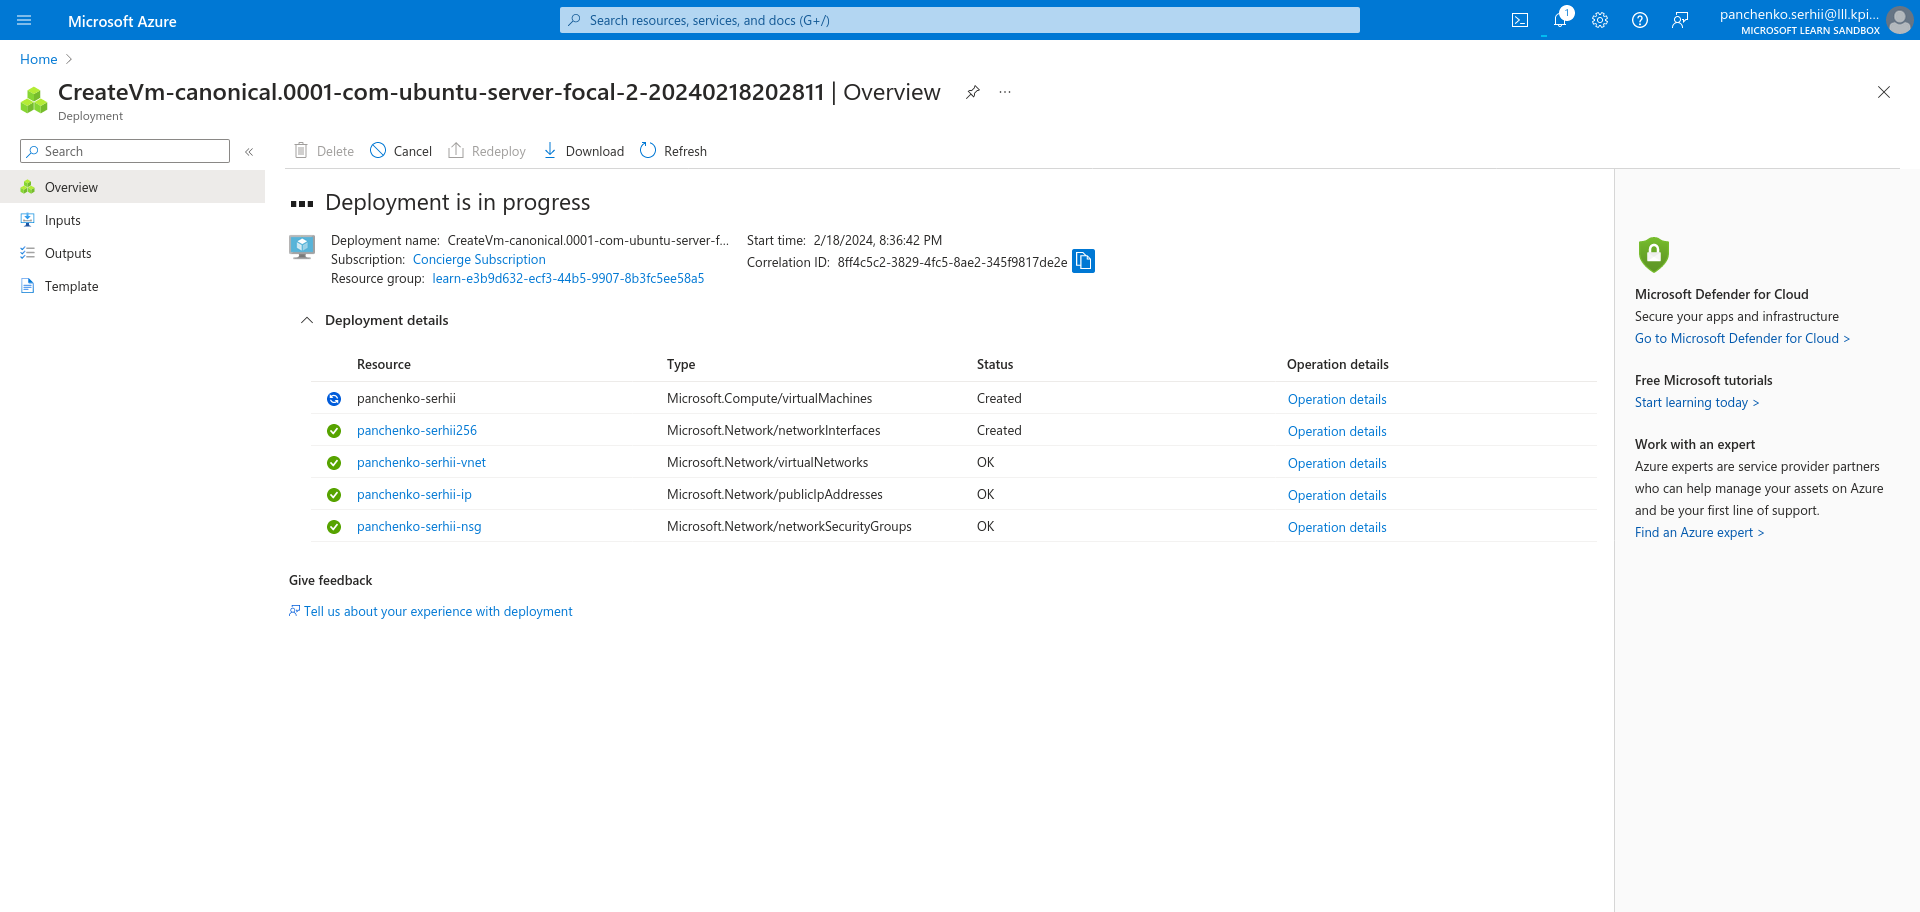 Microsoft Azure
Search resources, services, and docs (G+/)
1
panchenko.serhii@lll.kpi...
MICROSOFT LEARN SANDBOX
Home
CreateVm-canonical.0001-com-ubuntu-server-focal-2-20240218202811 | Overview
Deployment
Search
Overview
Inputs
Outputs
Template
Delete
Cancel
Redeploy
Download
Refresh
Deployment is in progress
Deployment name: CreateVm-canonical.0001-com-ubuntu-server-f...
Subscription: Concierge Subscription
Resource group: learn-e3b9d632-ecf3-44b5-9907-8b3fc5ee58a5
Start time: 2/18/2024, 8:36:42 PM
Correlation ID: 8ff4c5c2-3829-4fc5-8ae2-345f9817de2e
Deployment details
Resource Type Status Operation details
panchenko-serhii Microsoft.Compute/virtualMachines Created Operation details
panchenko-serhii256 Microsoft.Network/networkInterfaces Created Operation details
panchenko-serhii-vnet Microsoft.Network/virtualNetworks OK Operation details
panchenko-serhii-ip Microsoft.Network/publicIpAddresses OK Operation details
panchenko-serhii-nsg Microsoft.Network/networkSecurityGroups OK Operation details
Give feedback
Tell us about your experience with deployment
Microsoft Defender for Cloud
Secure your apps and infrastructure
Go to Microsoft Defender for Cloud >
Free Microsoft tutorials
Start learning today >
Work with an expert
Azure experts are service provider partners
who can help manage your assets on Azure
and be your first line of support.
Find an Azure expert >